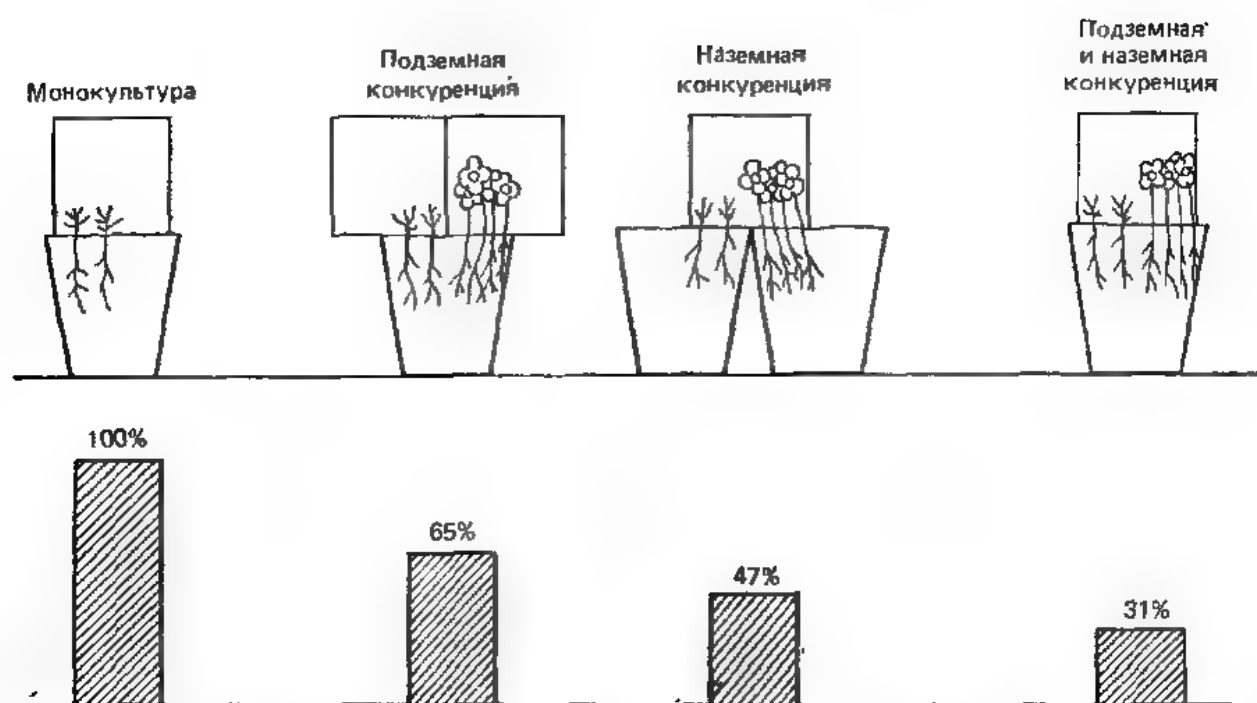 Монокультура
Подземная
конкуренция
Наземная
конкуренция
Подземная
и наземная
конкуренция
100%
65%
47%
31%